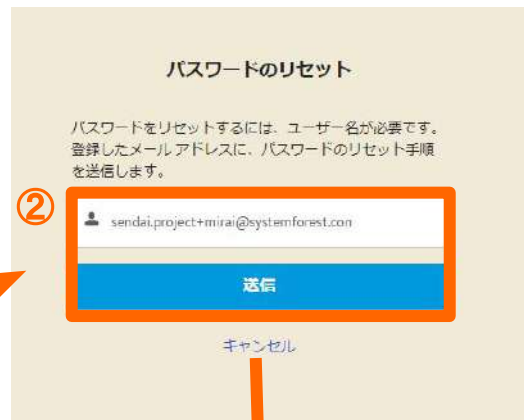 パスワードのリセット
パスワードをリセットするには、ユーザー名が必要です。
登録したメール アドレスに、パスワードのリセット手順
を送信します。
②
sendai.project+mirai@systemforest.con
送信
キャンセル